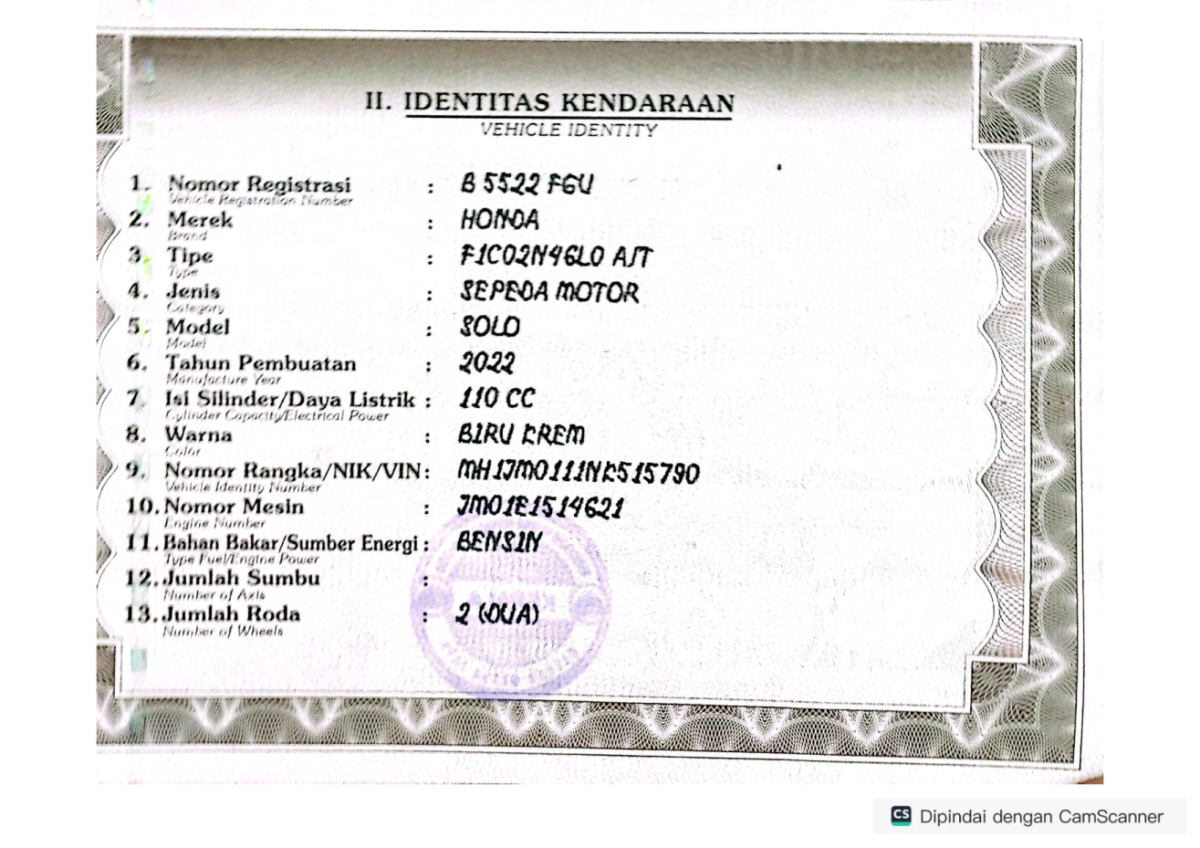 II. IDENTITAS KENDARAAN
VEHICLE IDENTITY
1. Nomor Registrasi : B 5522 FGU
Vehicle Registration Number
2. Merek : HONDA
Brand
3. Tipe : F1C02N46L0 A/T
Type
4. Jenis : SEPEDA MOTOR
Category
5. Model : SOLO
Model
6. Tahun Pembuatan : 2022
Manufacture Year
7. Isi Silinder/Daya Listrik : 110 CC
Cylinder Capacity/Electrical Power
8. Warna : BIRU KREM
Color
9. Nomor Rangka/NIK/VIN : MH1JM0111NK515790
Vehicle Identity Number
10. Nomor Mesin : JM01E1514621
Engine Number
11. Bahan Bakar/Sumber Energi : BENSIN
Type Fuel/Engine Power
12. Jumlah Sumbu :
Number of Axis
13. Jumlah Roda : 2 (DUA)
Number of Wheels
CS Dipindai dengan CamScanner